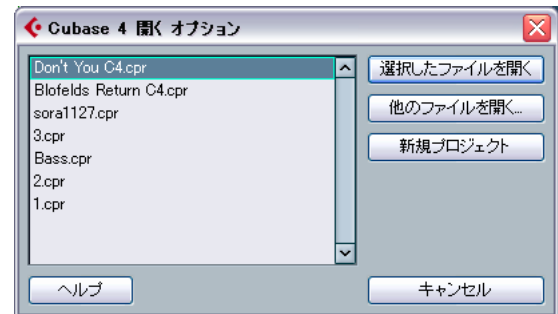 Cubase 4 開く オプション
Don't You C4.cpr
Blofelds Return C4.cpr
sora1127.cpr
3.cpr
Bass.cpr
2.cpr
1.cpr
選択したファイルを開く
他のファイルを開く...
新規プロジェクト
ヘルプ
キャンセル